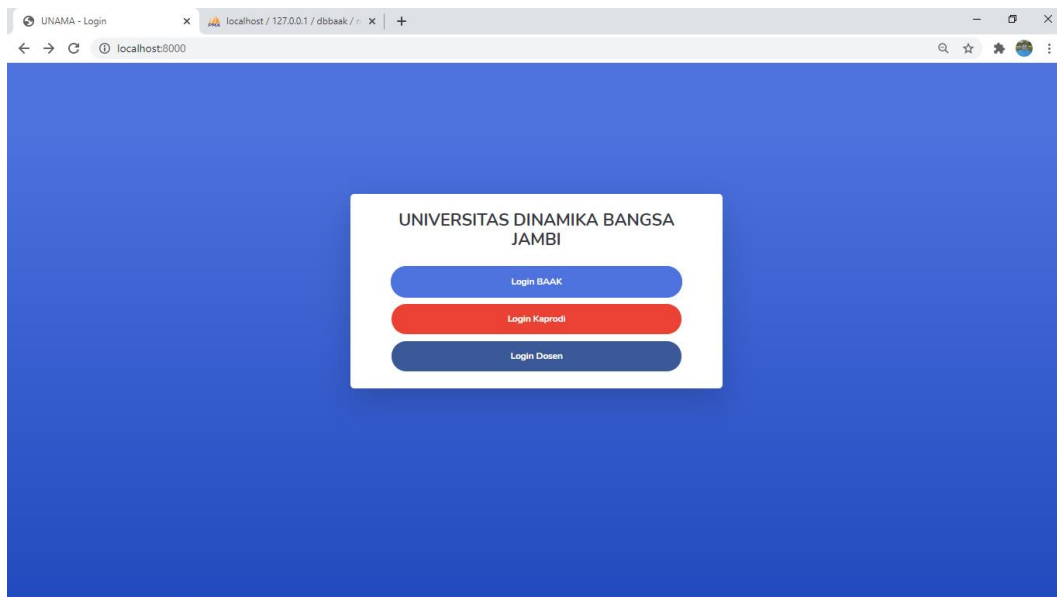 UNAMA - Login
localhost / 127.0.0.1 / dbbaak / n
localhost:8000
UNIVERSITAS DINAMIKA BANGSA
JAMBI
Login BAAK
Login Kaprodi
Login Dosen